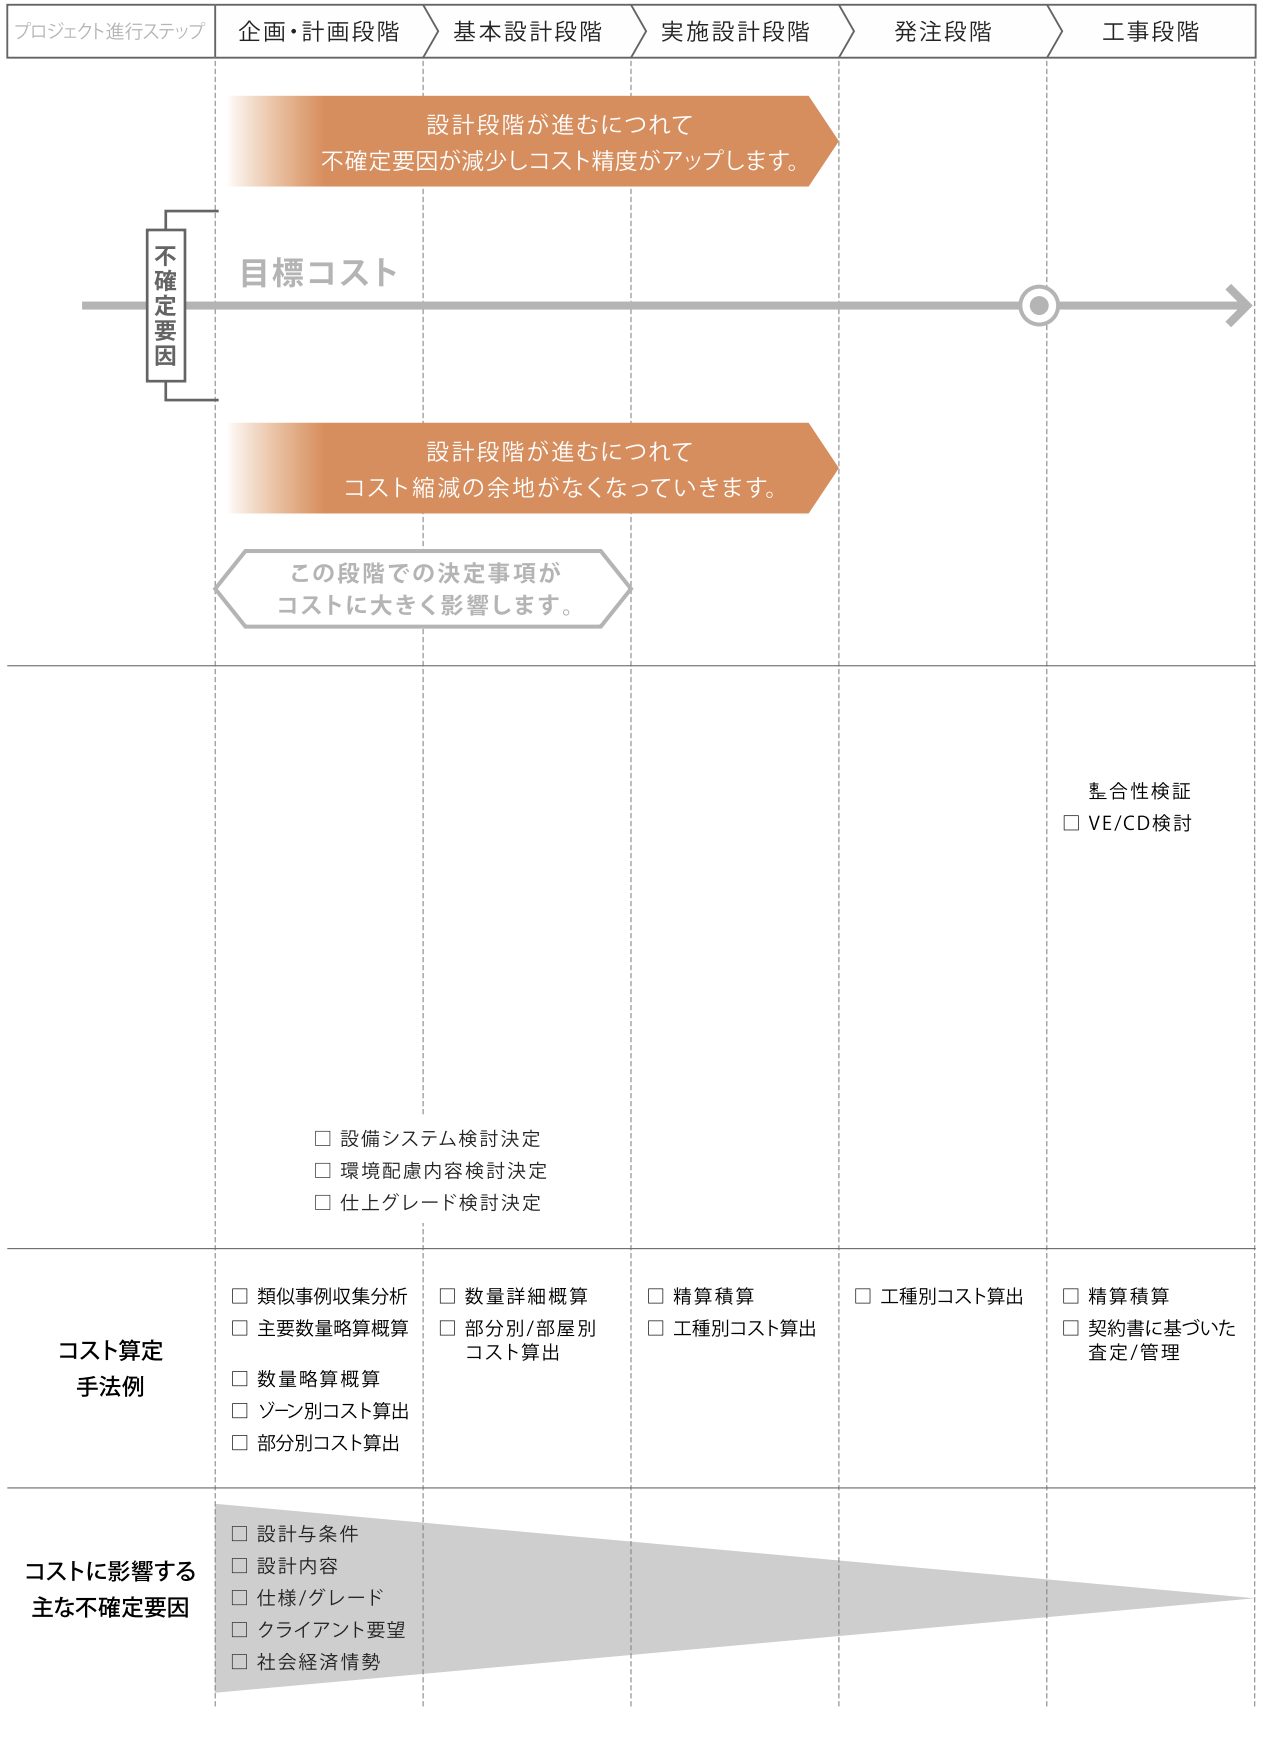 プロジェクト進行ステップ
企画・計画段階
基本設計段階
実施設計段階
発注段階
工事段階
設計段階が進むにつれて
不確定要因が減少しコスト精度がアップします。
不確定要因
目標コスト
設計段階が進むにつれて
コスト縮減の余地がなくなっていきます。
この段階での決定事項が
コストに大きく影響します。
整合性検証
□ VE/CD検討
□ 設備システム検討決定
□ 環境配慮内容検討決定
□ 仕上グレード検討決定
コスト算定
手法例
□ 類似事例収集分析
□ 主要数量略算概算
□ 数量略算概算
□ ゾーン別コスト算出
□ 部分別コスト算出
□ 数量詳細概算
□ 部分別/部屋別
コスト算出
□ 精算積算
□ 工種別コスト算出
□ 工種別コスト算出
□ 精算積算
□ 契約書に基づいた
査定/管理
コストに影響する
主な不確定要因
□ 設計与条件
□ 設計内容
□ 仕様/グレード
□ クライアント要望
□ 社会経済情勢